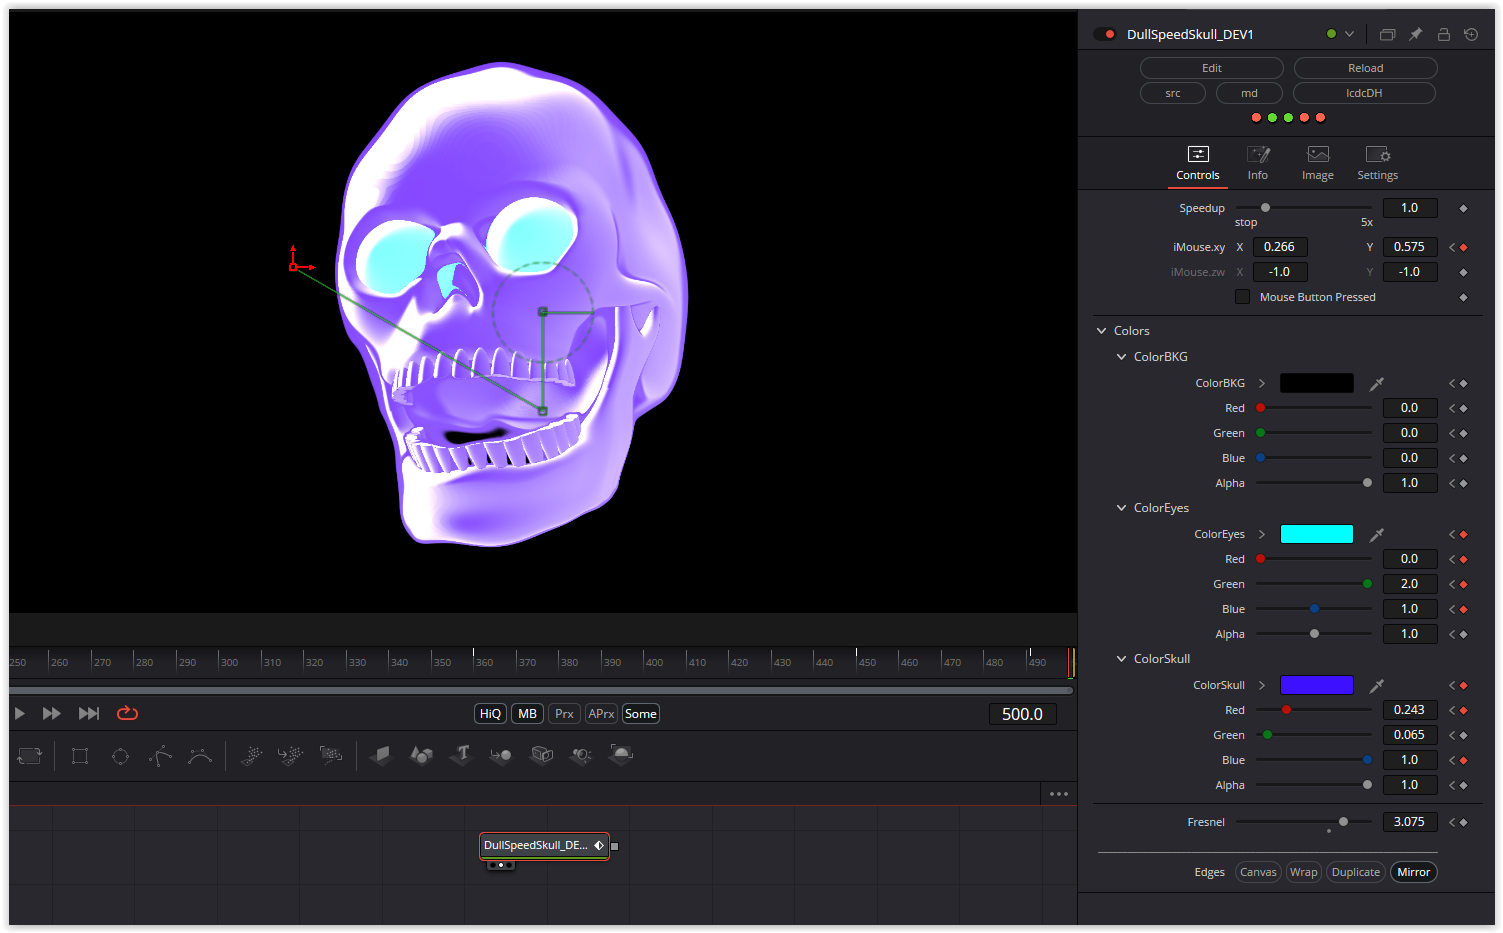 DullSpeedSkull_DEV1
Edit Reload
src md lcdcDH
Controls Info Image Settings
Speedup 1.0
stop 5x
iMouse.xy X 0.266 Y 0.575
iMouse.zw X -1.0 Y -1.0
Mouse Button Pressed
Colors
ColorBKG
ColorBKG
Red 0.0
Green 0.0
Blue 0.0
Alpha 1.0
ColorEyes
ColorEyes
Red 0.0
Green 2.0
Blue 1.0
Alpha 1.0
ColorSkull
ColorSkull
Red 0.243
Green 0.065
Blue 1.0
Alpha 1.0
Fresnel 3.075
Edges Canvas Wrap Duplicate Mirror
250 260 270 280 290 300 310 320 330 340 350 360 370 380 390 400 410 420 430 440 450 460 470 480 490
HiQ MB Prx APrx Some 500.0
T
DullSpeedSkull_DE...